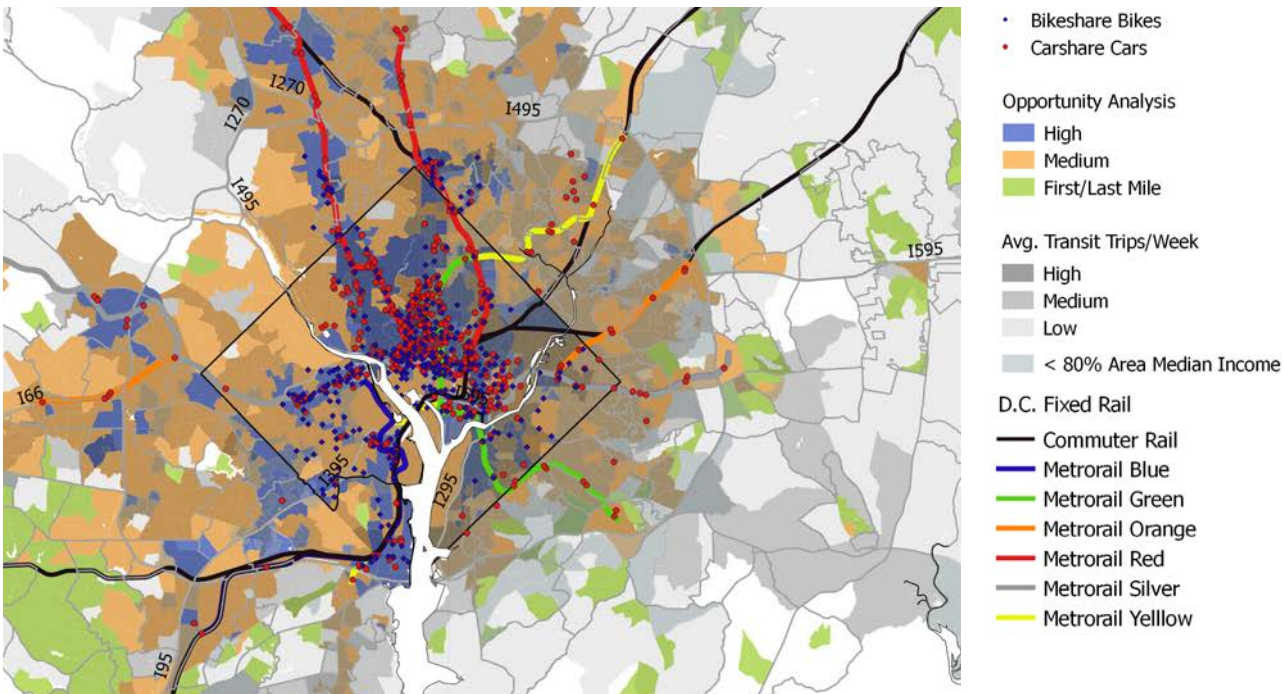 Bikeshare Bikes
Carshare Cars
Opportunity Analysis
High
Medium
First/Last Mile
Avg. Transit Trips/Week
High
Medium
Low
< 80% Area Median Income
D.C. Fixed Rail
Commuter Rail
Metrorail Blue
Metrorail Green
Metrorail Orange
Metrorail Red
Metrorail Silver
Metrorail Yelllow
I270
I270
I495
I495
I595
I66
I395
I295
I95